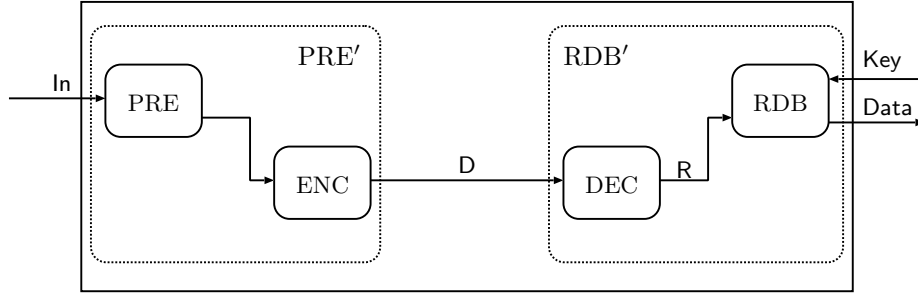 PRE′
RDB′
In
PRE
RDB
Key
Data
ENC
D
DEC
R